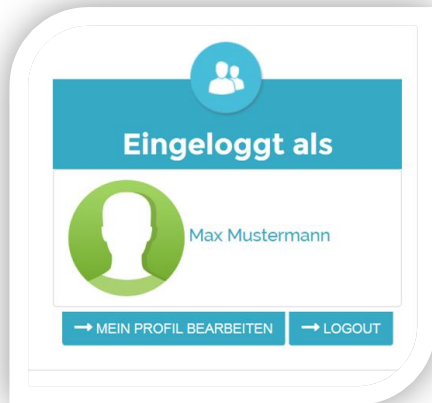 Eingeloggt als
Max Mustermann
→ MEIN PROFIL BEARBEITEN → LOGOUT